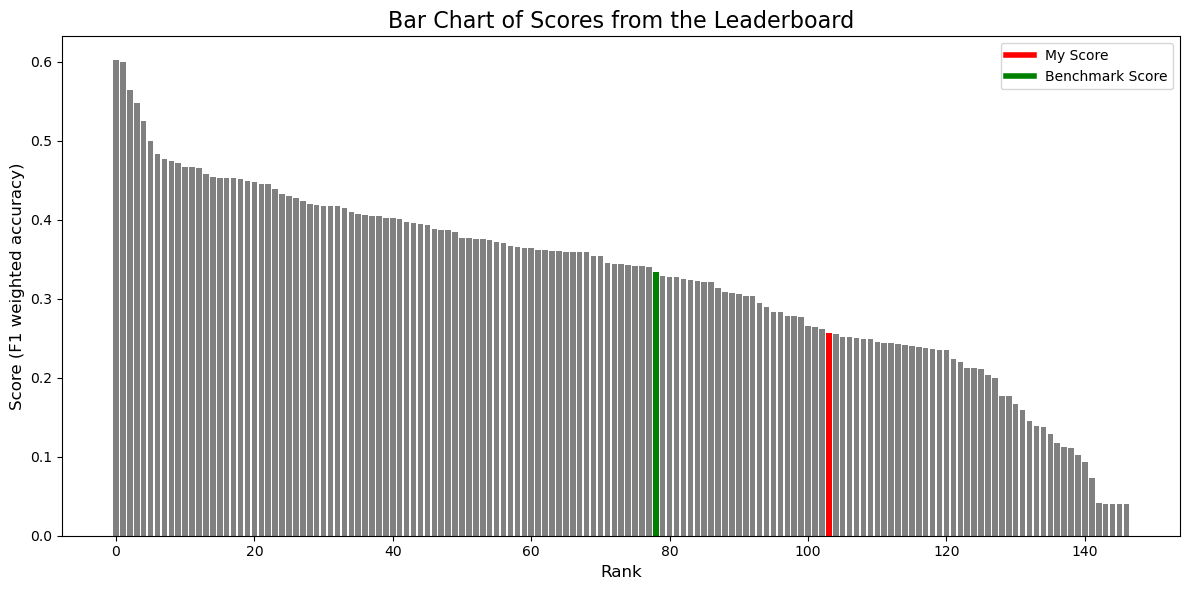 Bar Chart of Scores from the Leaderboard
My Score
Benchmark Score
Score (F1 weighted accuracy)
0.6
0.5
0.4
0.3
0.2
0.1
0.0
0 20 40 60 80 100 120 140
Rank